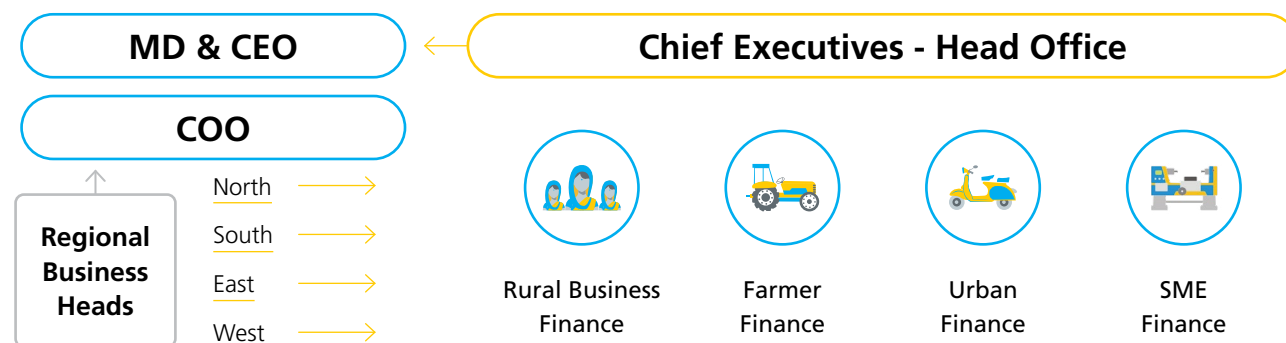 MD & CEO
Chief Executives - Head Office
COO
Regional
Business
Heads
North
South
East
West
Rural Business
Finance
Farmer
Finance
Urban
Finance
SME
Finance